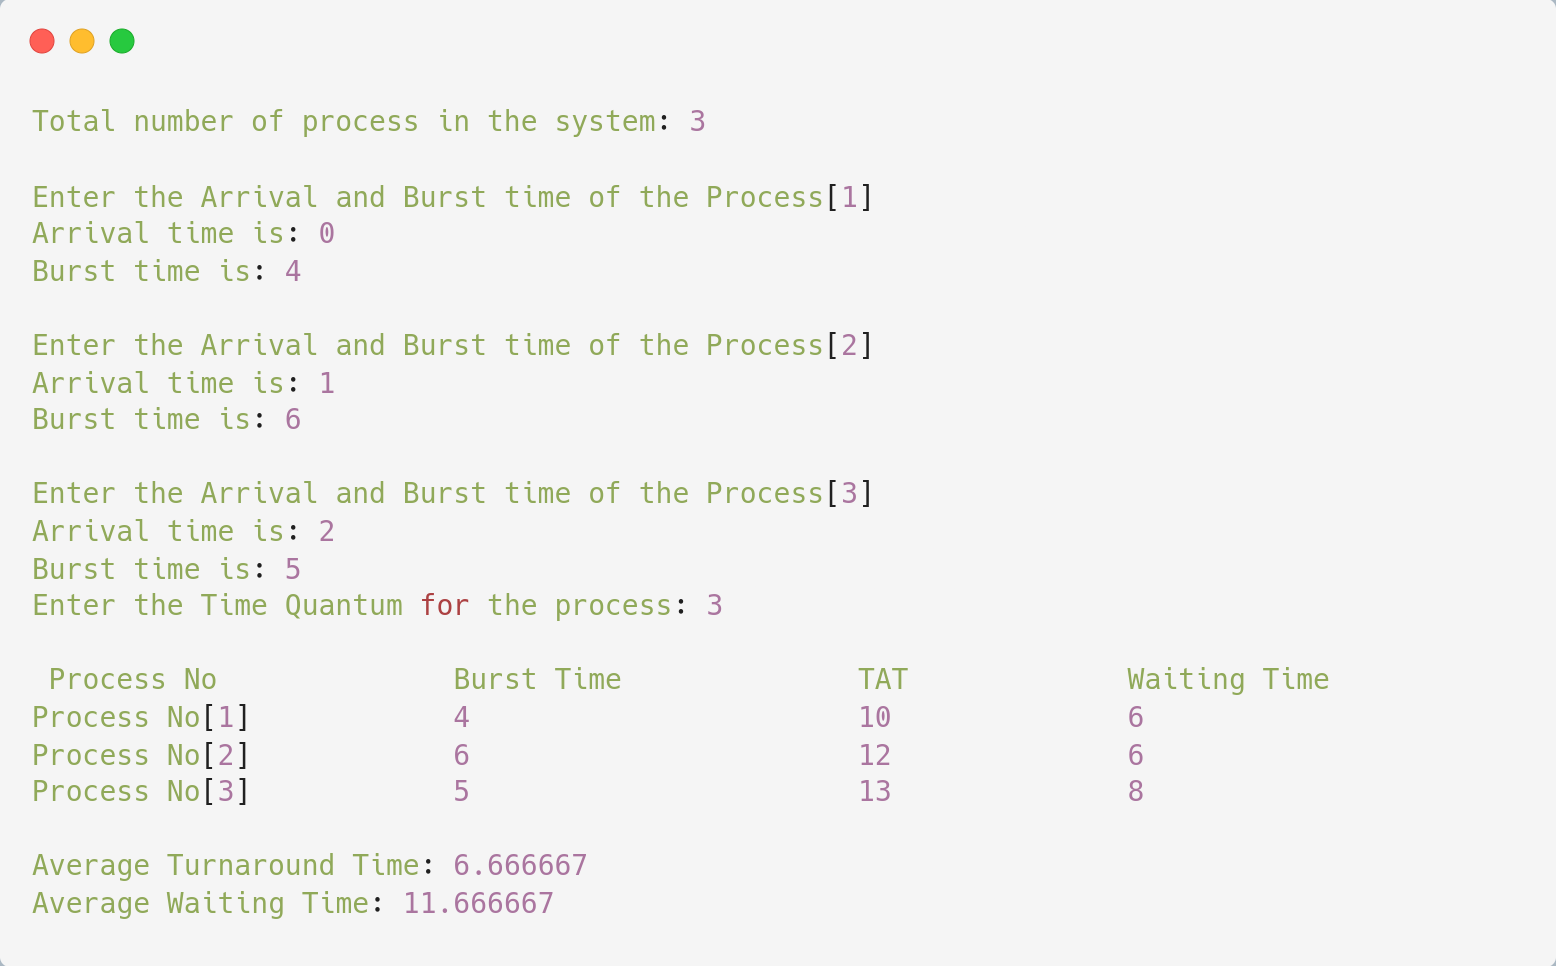 Total number of process in the system: 3
Enter the Arrival and Burst time of the Process[1]
Arrival time is: 0
Burst time is: 4
Enter the Arrival and Burst time of the Process[2]
Arrival time is: 1
Burst time is: 6
Enter the Arrival and Burst time of the Process[3]
Arrival time is: 2
Burst time is: 5
Enter the Time Quantum for the process: 3
Process No Burst Time TAT Waiting Time
Process No[1] 4 10 6
Process No[2] 6 12 6
Process No[3] 5 13 8
Average Turnaround Time: 6.666667
Average Waiting Time: 11.666667